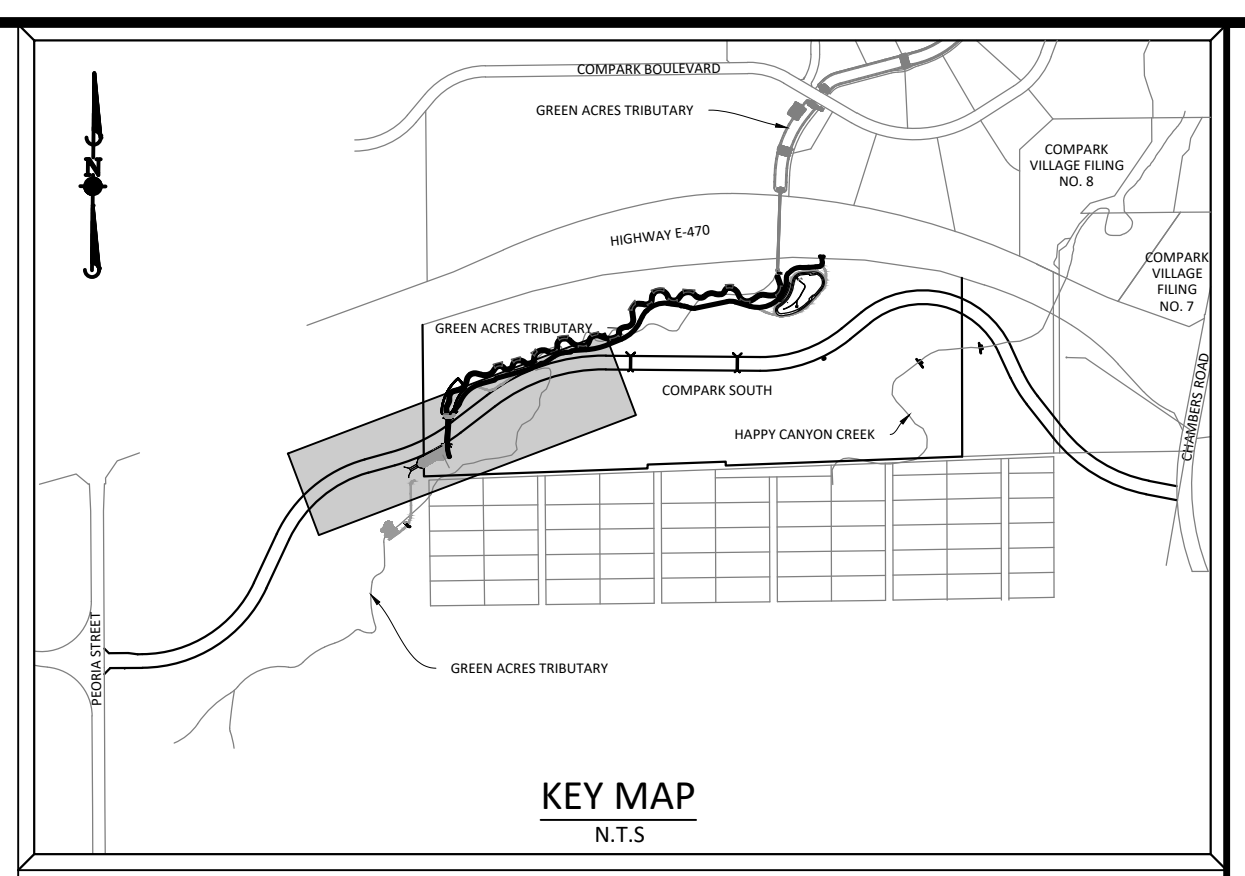 COMPARK BOULEVARD
GREEN ACRES TRIBUTARY
COMPARK
VILLAGE FILING
NO. 8
N
HIGHWAY E-470
COMPARK
VILLAGE
FILING
NO. 7
GREEN ACRES TRIBUTARY
COMPARK SOUTH
CHAMBERS ROAD
HAPPY CANYON CREEK
PEORIA STREET
GREEN ACRES TRIBUTARY
KEY MAP
N.T.S